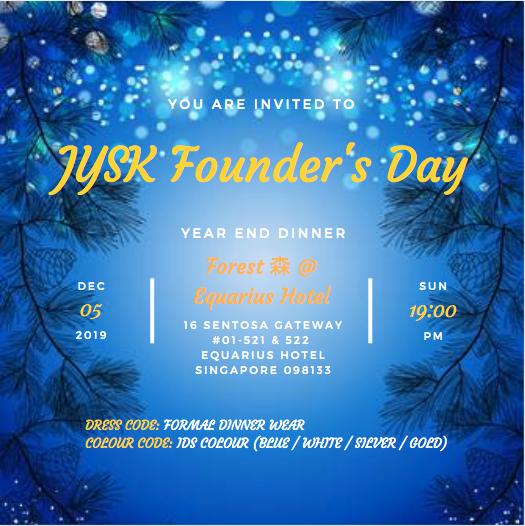 YOU ARE INVITED TO
JYSK Founder's Day
YEAR END DINNER
Forest 森 @
Equarius Hotel
DEC
05
2019
16 SENTOSA GATEWAY
#01-521 & 522
EQUARIUS HOTEL
SINGAPORE 098133
SUN
19:00
PM
DRESS CODE: FORMAL DINNER WEAR
COLOUR CODE: IDS COLOUR (BLUE / WHITE / SILVER / GOLD)